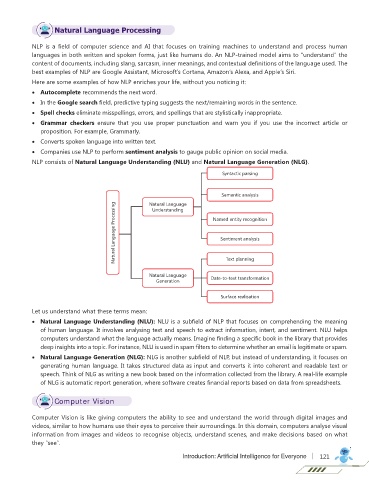 Natural Language Processing
NLP is a field of computer science and AI that focuses on training machines to understand and process human
languages in both written and spoken forms, just like humans do. An NLP-trained model aims to "understand" the
content of documents, including slang, sarcasm, inner meanings, and contextual definitions of the language used. The
best examples of NLP are Google Assistant, Microsoft's Cortana, Amazon's Alexa, and Apple's Siri.
Here are some examples of how NLP enriches your life, without you noticing it:
• Autocomplete recommends the next word.
• In the Google search field, predictive typing suggests the next/remaining words in the sentence.
• Spell checks eliminate misspellings, errors, and spellings that are stylistically inappropriate.
• Grammar checkers ensure that you use proper punctuation and warn you if you use the incorrect article or
proposition. For example, Grammarly.
• Converts spoken language into written text.
• Companies use NLP to perform sentiment analysis to gauge public opinion on social media.
NLP consists of Natural Language Understanding (NLU) and Natural Language Generation (NLG).
Natural Language Processing
Natural Language
Understanding
Syntactic parsing
Semantic analysis
Named entity recognition
Sentiment analysis
Natural Language
Generation
Text planning
Data-to-text transformation
Surface realisation
Let us understand what these terms mean:
• Natural Language Understanding (NLU): NLU is a subfield of NLP that focuses on comprehending the meaning
of human language. It involves analysing text and speech to extract information, intent, and sentiment. NLU helps
computers understand what the language actually means. Imagine finding a specific book in the library that provides
deep insights into a topic. For instance, NLU is used in spam filters to determine whether an email is legitimate or spam.
• Natural Language Generation (NLG): NLG is another subfield of NLP, but instead of understanding, it focuses on
generating human language. It takes structured data as input and converts it into coherent and readable text or
speech. Think of NLG as writing a new book based on the information collected from the library. A real-life example
of NLG is automatic report generation, where software creates financial reports based on data from spreadsheets.
Computer Vision
Computer Vision is like giving computers the ability to see and understand the world through digital images and
videos, similar to how humans use their eyes to perceive their surroundings. In this domain, computers analyse visual
information from images and videos to recognise objects, understand scenes, and make decisions based on what
they "see".
Introduction: Artificial Intelligence for Everyone | 121